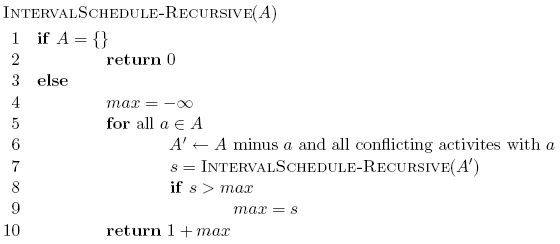 INTERVALSCHEDULE-RECURSIVE(A)
1 if A = {}
2 return 0
3 else
4 max = −∞
5 for all a ∈ A
6 A′ ← A minus a and all conflicting activites with a
7 s = INTERVALSCHEDULE-RECURSIVE(A′)
8 if s > max
9 max = s
10 return 1 + max